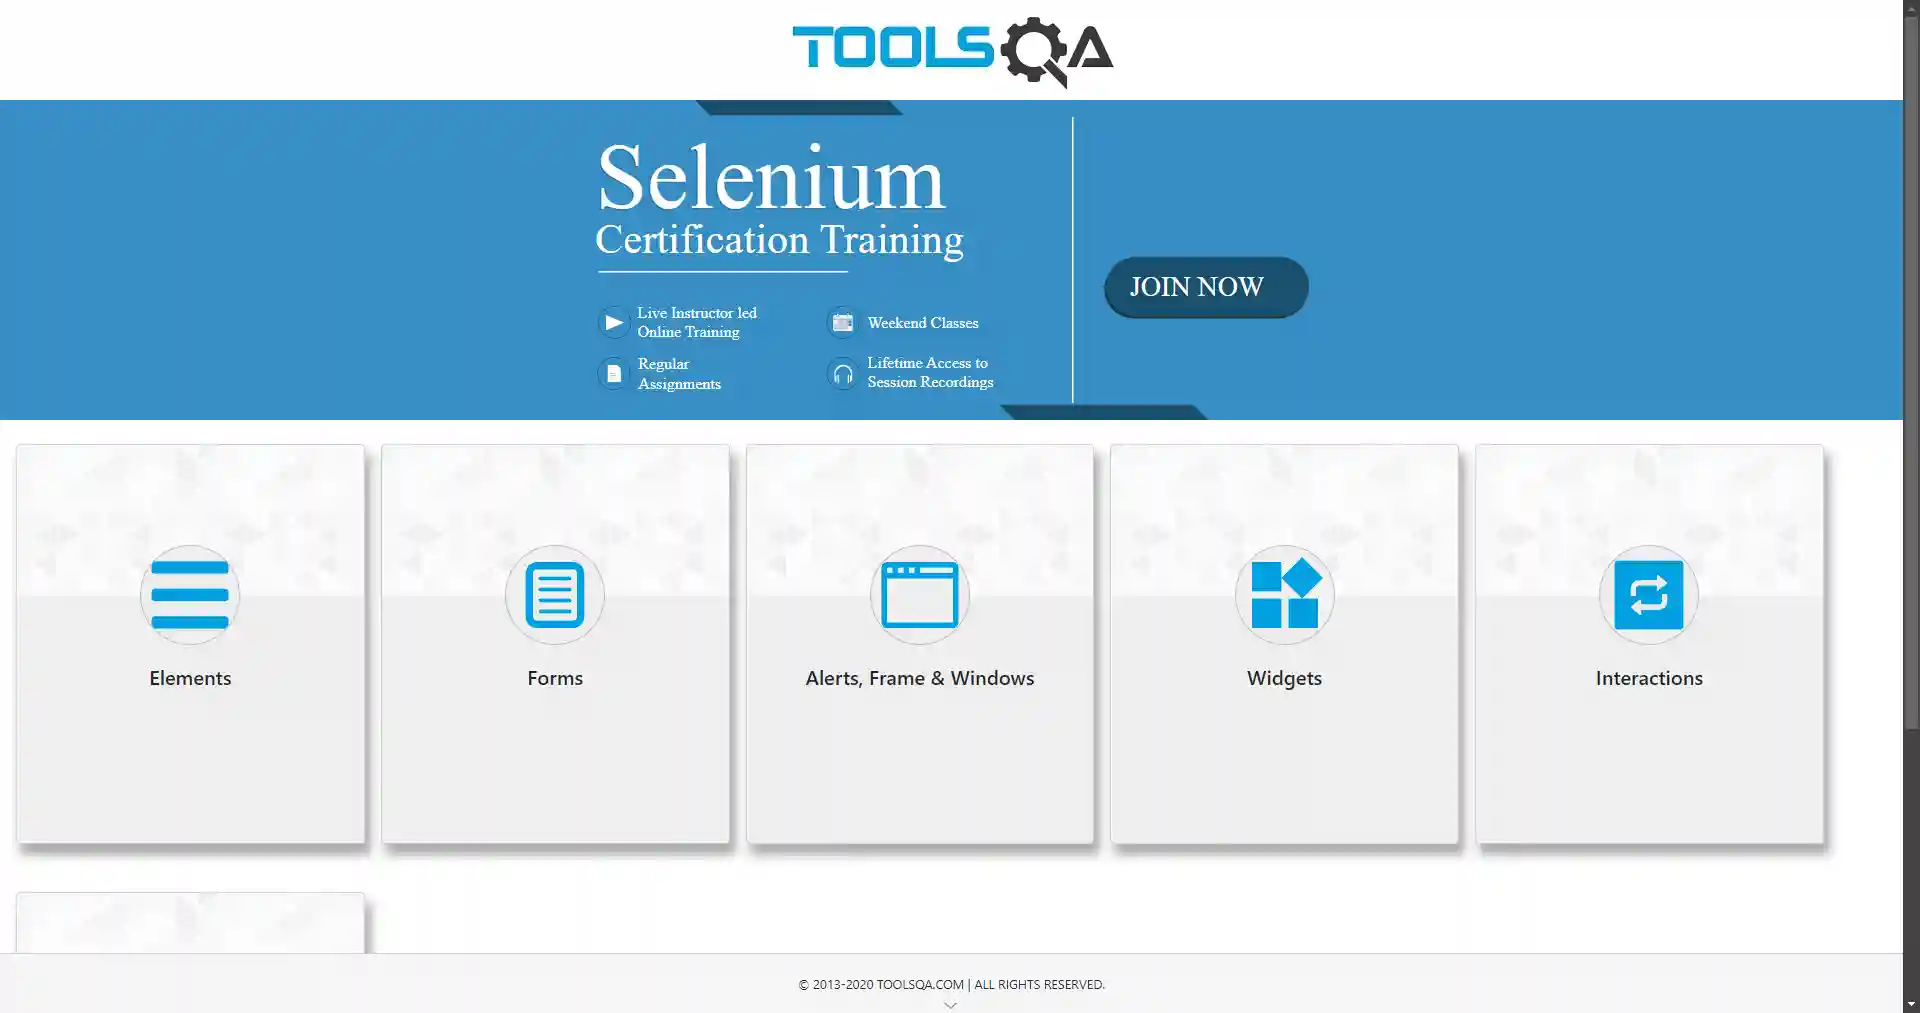 TOOLSQA
Selenium
Certification Training
JOIN NOW
Live Instructor led
Online Training
Weekend Classes
Regular
Assignments
Lifetime Access to
Session Recordings
Elements
Forms
Alerts, Frame & Windows
Widgets
Interactions
© 2013-2020 TOOLSQA.COM | ALL RIGHTS RESERVED.